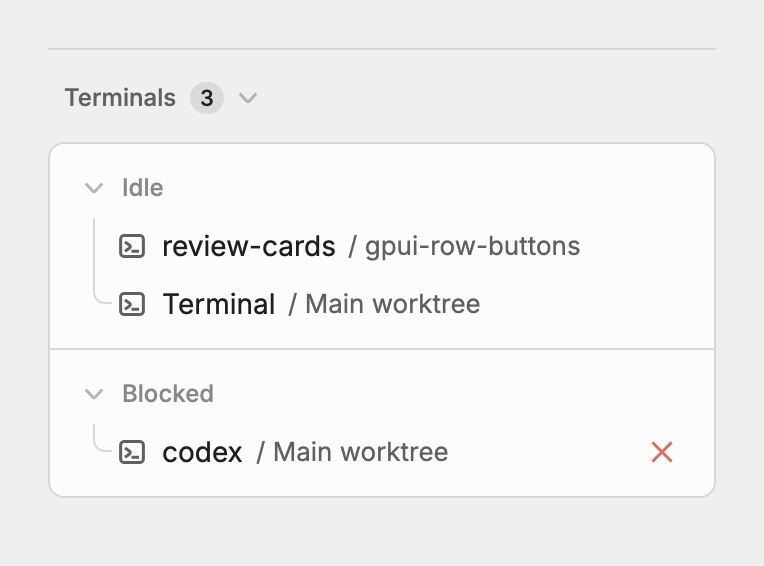 Terminals 3
Idle
review-cards / gpui-row-buttons
Terminal / Main worktree
Blocked
codex / Main worktree